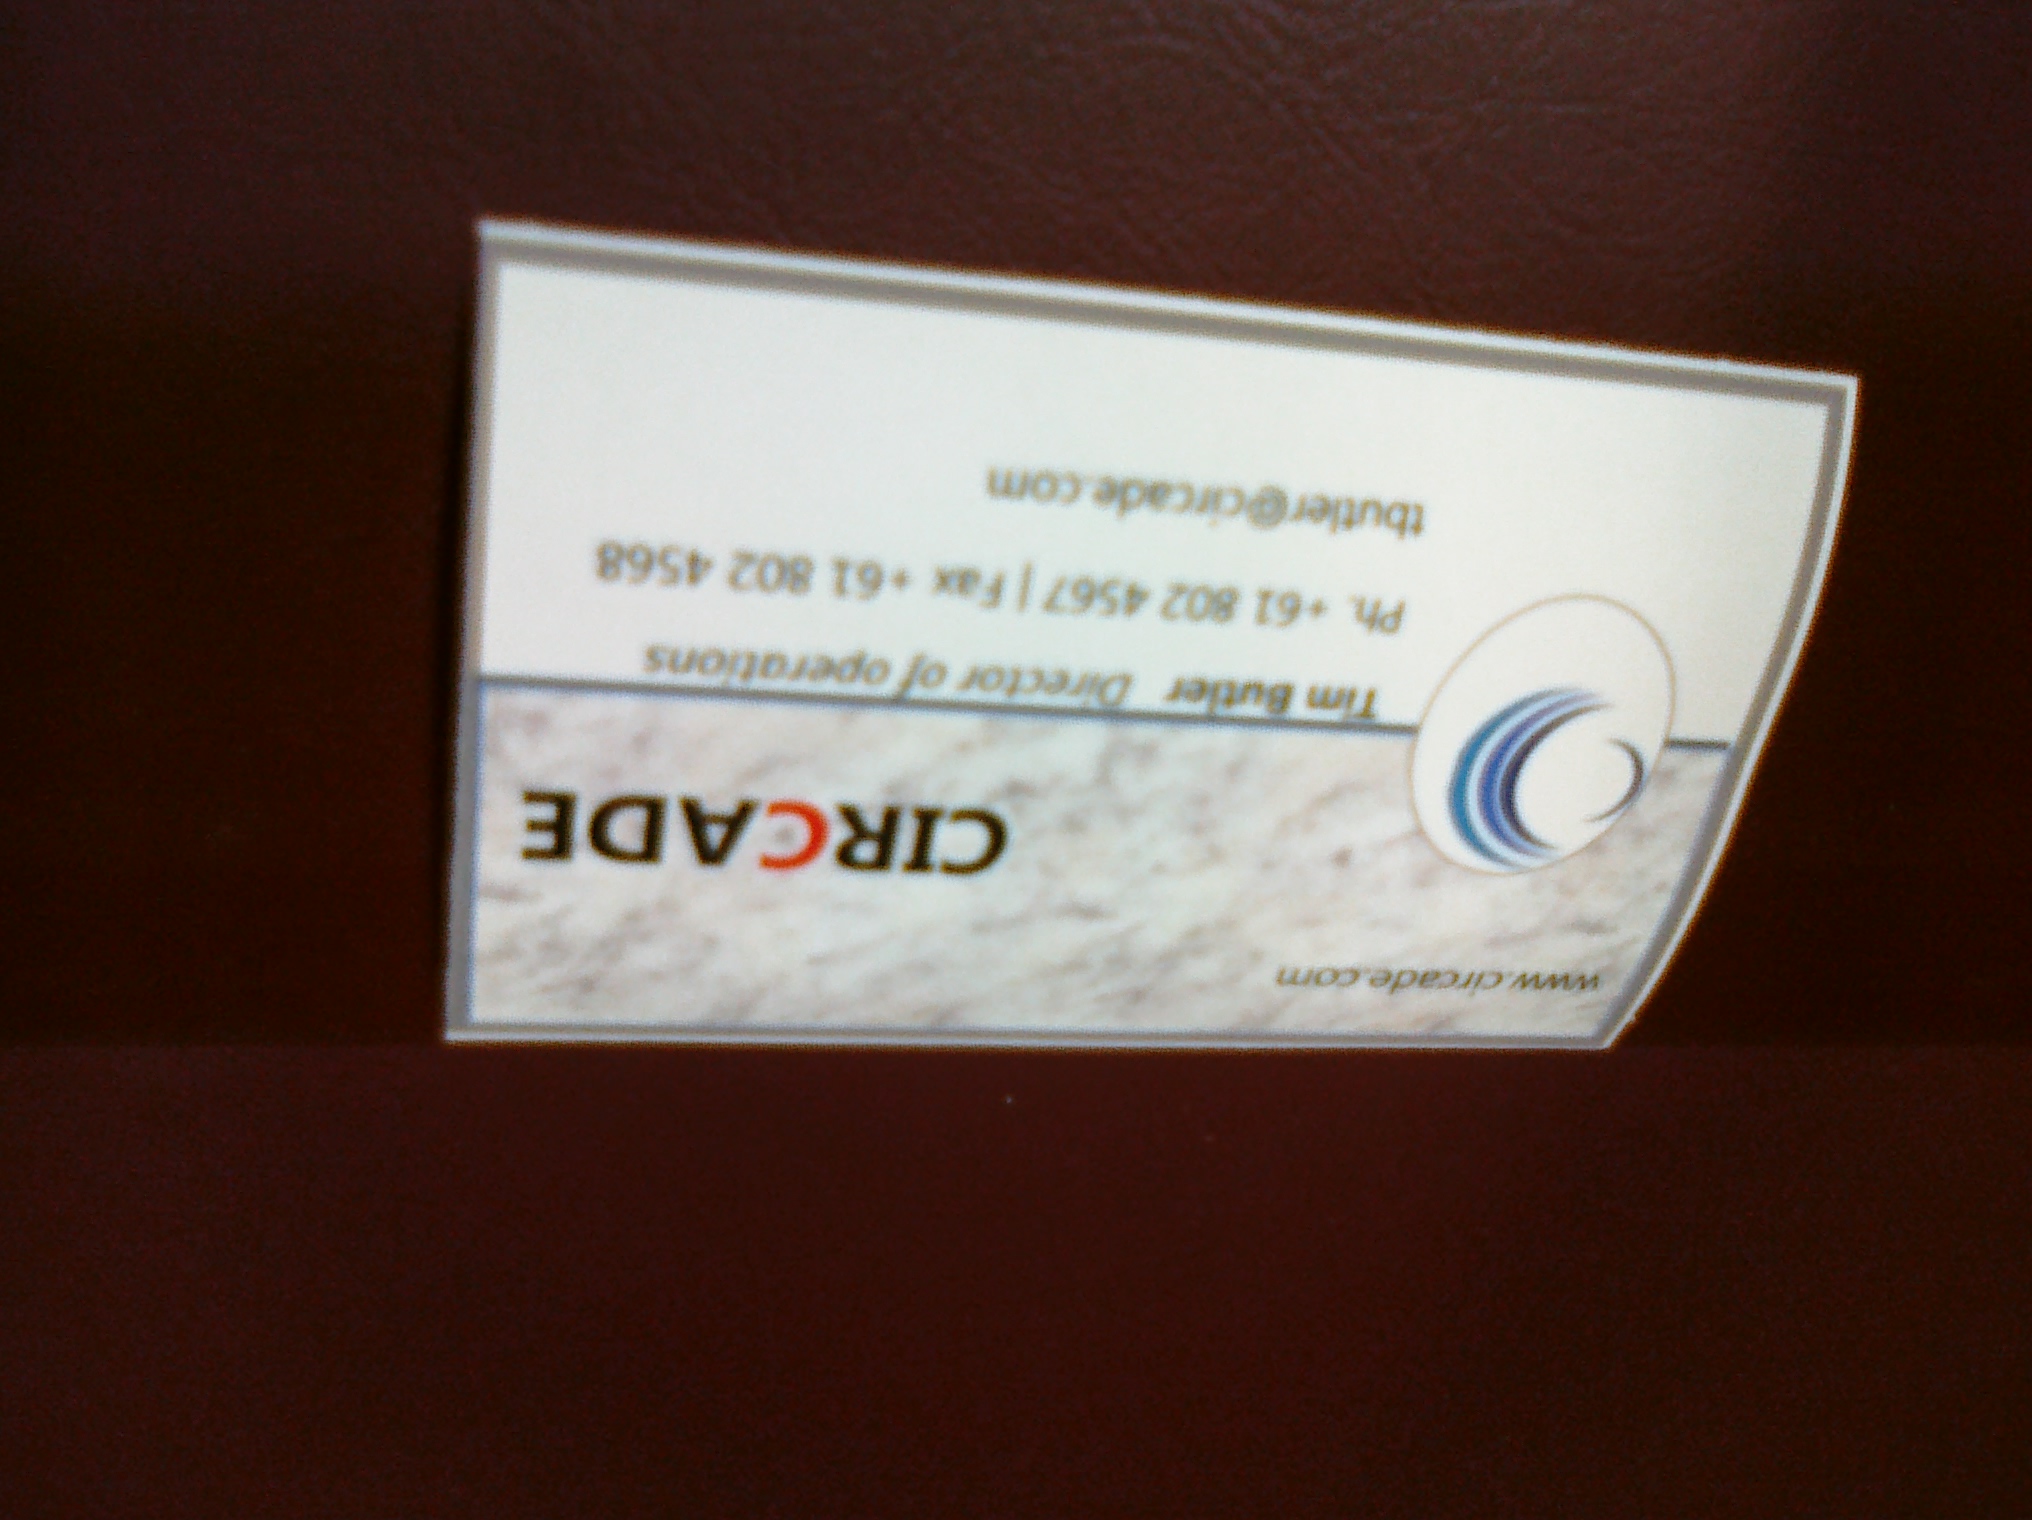 www.circade.com
CIRCADE
Tim Butler Director of operations
Ph. +61 802 4567 | Fax +61 802 4568
tbutler@circade.com